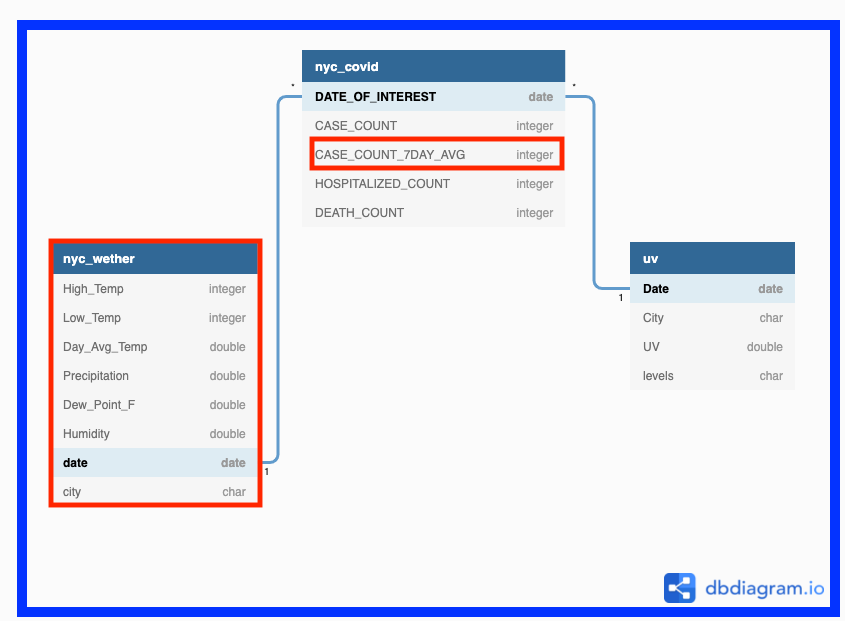 nyc_covid
DATE_OF_INTEREST date
CASE_COUNT integer
CASE_COUNT_7DAY_AVG integer
HOSPITALIZED_COUNT integer
DEATH_COUNT integer
* *
nyc_wether
High_Temp integer
Low_Temp integer
Day_Avg_Temp double
Precipitation double
Dew_Point_F double
Humidity double
date date
city char
1
uv
Date date
City char
UV double
levels char
1
dbdiagram.io